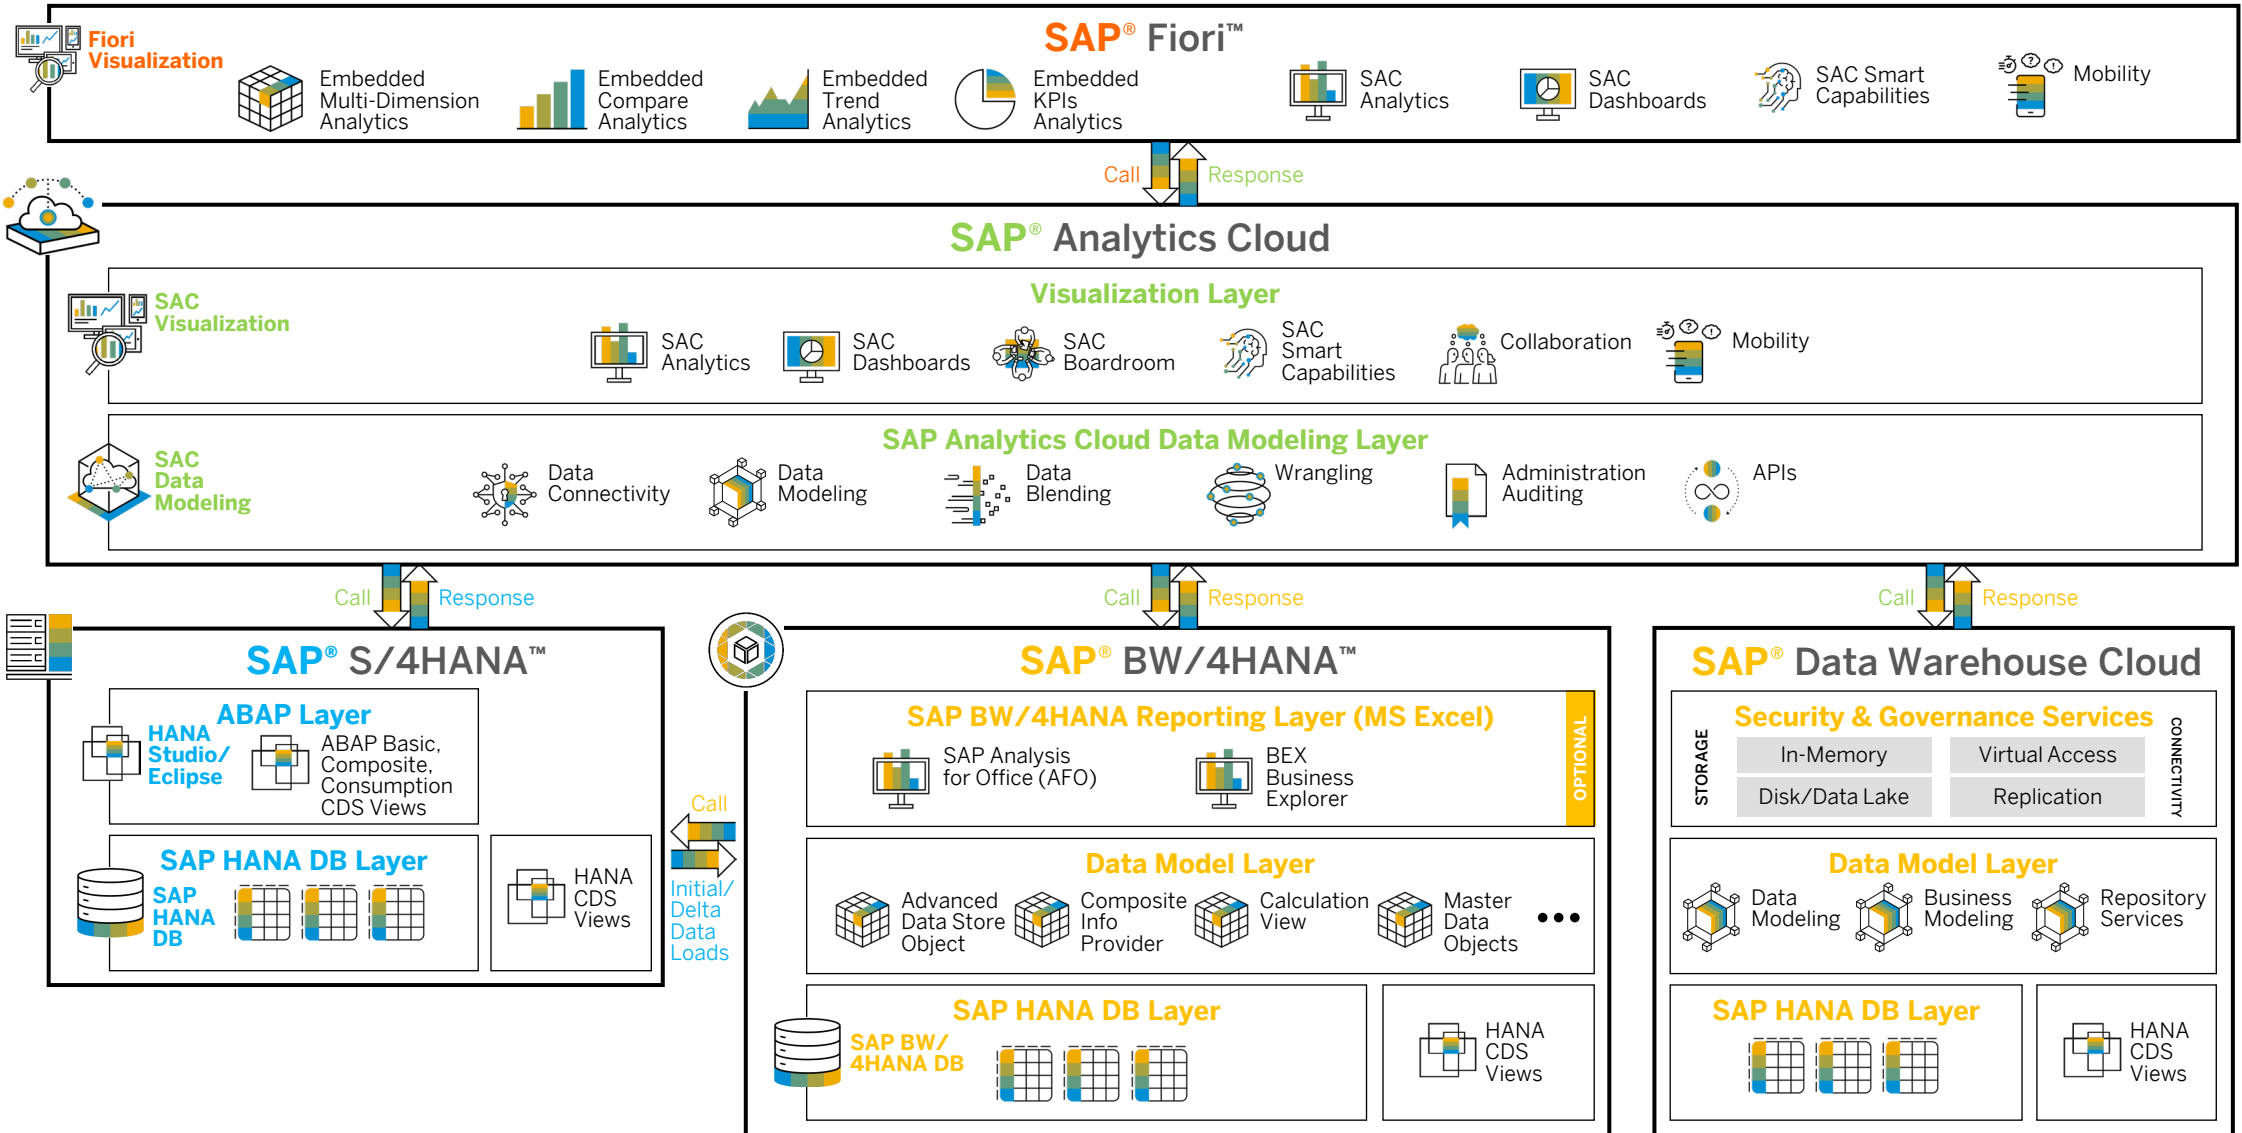 SAP® Fiori™
Fiori
Visualization
Embedded
Multi-Dimension
Analytics
Embedded
Compare
Analytics
Embedded
Trend
Analytics
Embedded
KPIs
Analytics
SAC
Analytics
SAC
Dashboards
SAC Smart
Capabilities
Mobility
Call
Response
SAP® Analytics Cloud
Visualization Layer
SAC
Visualization
SAC
Analytics
SAC
Dashboards
SAC
Boardroom
SAC
Smart
Capabilities
Collaboration
Mobility
SAP Analytics Cloud Data Modeling Layer
SAC
Data
Modeling
Data
Connectivity
Data
Modeling
Data
Blending
Wrangling
Administration
Auditing
APIs
Call
Response
Call
Response
Call
Response
SAP® S/4HANA™
ABAP Layer
HANA
Studio/
Eclipse
ABAP Basic,
Composite,
Consumption
CDS Views
SAP HANA DB Layer
SAP
HANA
DB
HANA
CDS
Views
Call
Initial/
Delta
Data
Loads
SAP® BW/4HANA™
SAP BW/4HANA Reporting Layer (MS Excel)
SAP Analysis
for Office (AFO)
BEX
Business
Explorer
OPTIONAL
Data Model Layer
Advanced
Data Store
Object
Composite
Info
Provider
Calculation
View
Master
Data
Objects
•••
SAP HANA DB Layer
SAP BW/
4HANA DB
HANA
CDS
Views
SAP® Data Warehouse Cloud
Security & Governance Services
STORAGE
In-Memory
Virtual Access
Disk/Data Lake
Replication
CONNECTIVITY
Data Model Layer
Data
Modeling
Business
Modeling
Repository
Services
SAP HANA DB Layer
HANA
CDS
Views